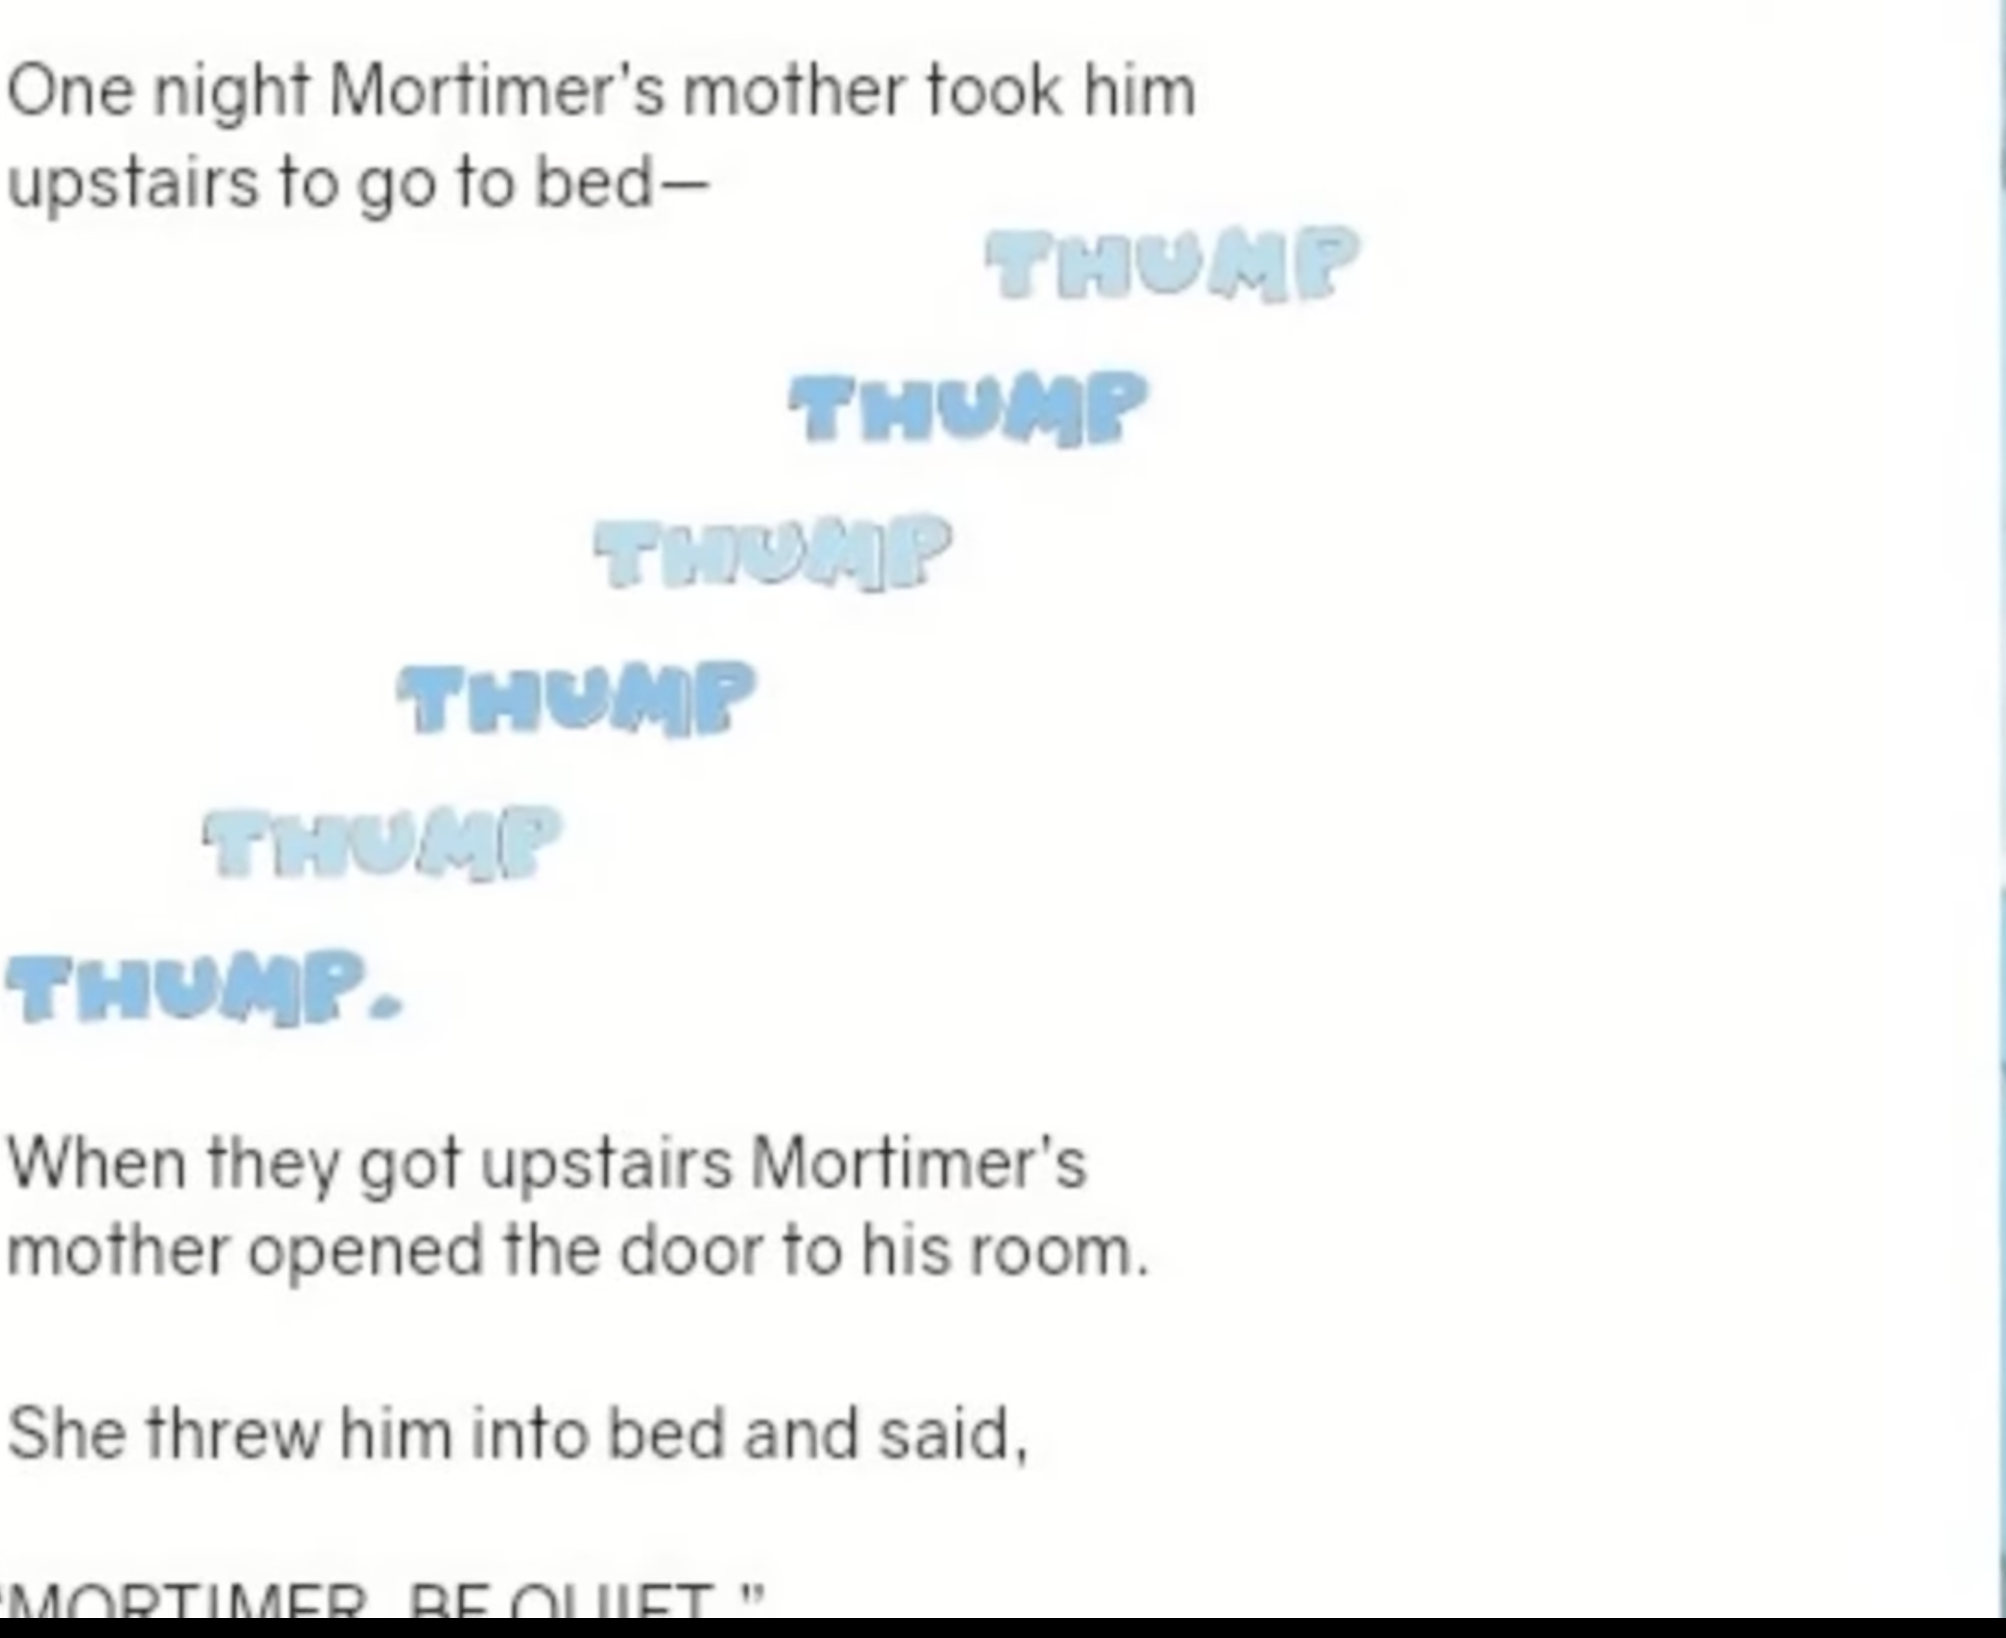 One night Mortimer's mother took him
upstairs to go to bed—
THUMP
THUMP
THUMP
THUMP
THUMP
THUMP.
When they got upstairs Mortimer's
mother opened the door to his room.
She threw him into bed and said,
"MORTIMER, BE QUIET."